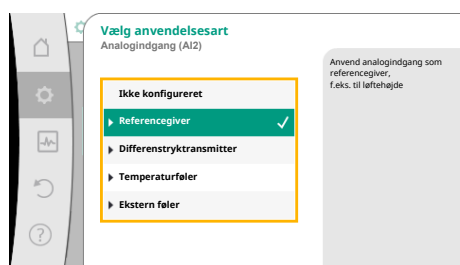 Vælg anvendelsesart
Analogindgang (AI2)
Ikke konfigureret
Referencegiver
Differenstryktransmitter
Temperaturføler
Ekstern føler
Anvend analogindgang som
referencegiver,
f.eks. til løftehøjde
?